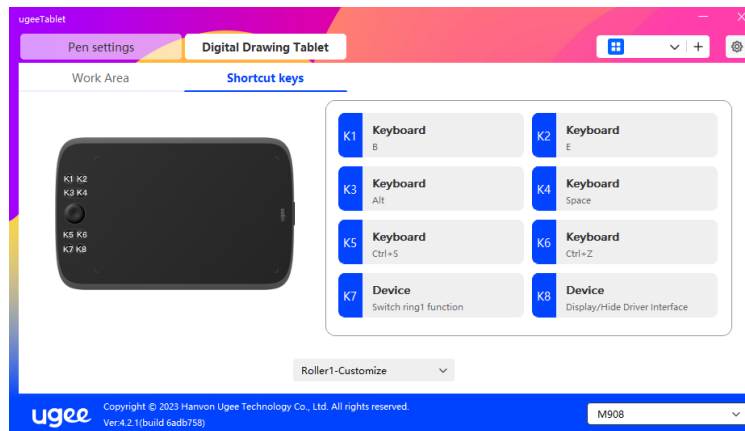 ugeeTablet
Pen settings
Digital Drawing Tablet
Work Area
Shortcut keys
K1 K2
K3 K4
K5 K6
K7 K8
ugee
K1
Keyboard
B
K2
Keyboard
E
K3
Keyboard
Alt
K4
Keyboard
Space
K5
Keyboard
Ctrl+S
K6
Keyboard
Ctrl+Z
K7
Device
Switch ring1 function
K8
Device
Display/Hide Driver Interface
Roller1-Customize
ugee
Copyright © 2023 Hanvon Ugee Technology Co., Ltd. All rights reserved.
Ver:4.2.1(build 6adb758)
M908